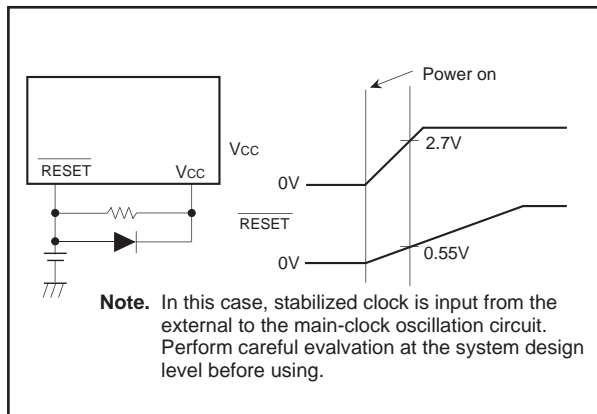 Power on
Vcc
2.7V
RESET Vcc
0V
RESET
0.55V
0V
Note. In this case, stabilized clock is input from the
external to the main-clock oscillation circuit.
Perform careful evalvation at the system design
level before using.